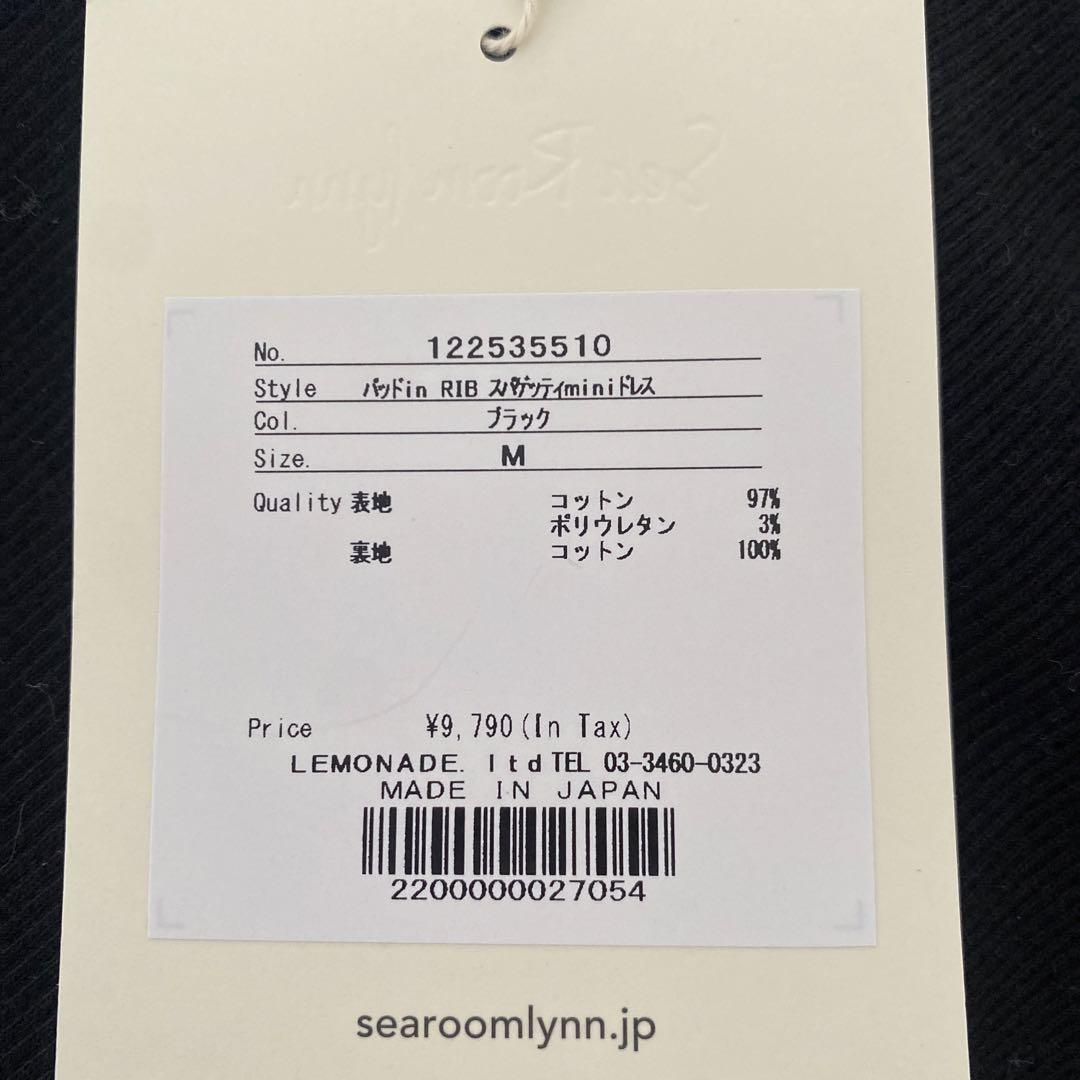 Sea Room lynn
No. 122535510
Style パッドin RIB スパゲッティminiドレス
Col. ブラック
Size. M
Quality 表地 コットン 97%
ポリウレタン 3%
裏地 コットン 100%
Price ¥9,790(In Tax)
LEMONADE. ltd TEL 03-3460-0323
MADE IN JAPAN
2200000027054
searoomlynn.jp